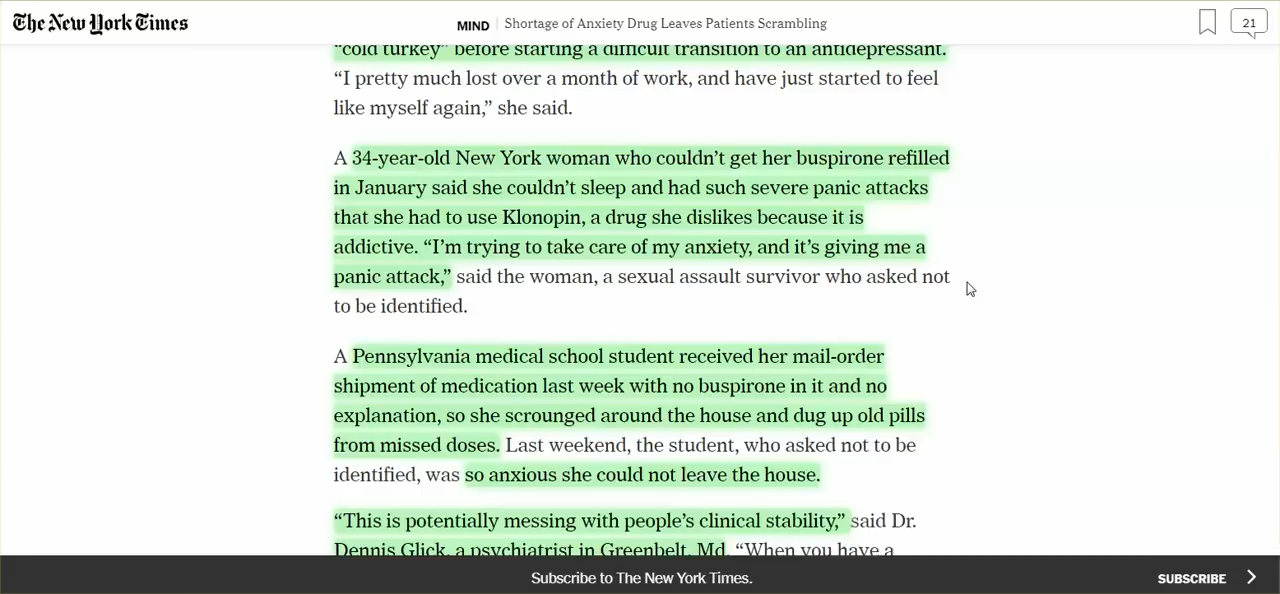 The New York Times
MIND | Shortage of Anxiety Drug Leaves Patients Scrambling
21
“cold turkey” before starting a difficult transition to an antidepressant.
“I pretty much lost over a month of work, and have just started to feel
like myself again,” she said.
A 34-year-old New York woman who couldn’t get her buspirone refilled
in January said she couldn’t sleep and had such severe panic attacks
that she had to use Klonopin, a drug she dislikes because it is
addictive. “I’m trying to take care of my anxiety, and it’s giving me a
panic attack,” said the woman, a sexual assault survivor who asked not
to be identified.
A Pennsylvania medical school student received her mail-order
shipment of medication last week with no buspirone in it and no
explanation, so she scrounged around the house and dug up old pills
from missed doses. Last weekend, the student, who asked not to be
identified, was so anxious she could not leave the house.
“This is potentially messing with people’s clinical stability,” said Dr.
Dennis Glick, a psychiatrist in Greenbelt, Md. “When you have a
Subscribe to The New York Times.
SUBSCRIBE